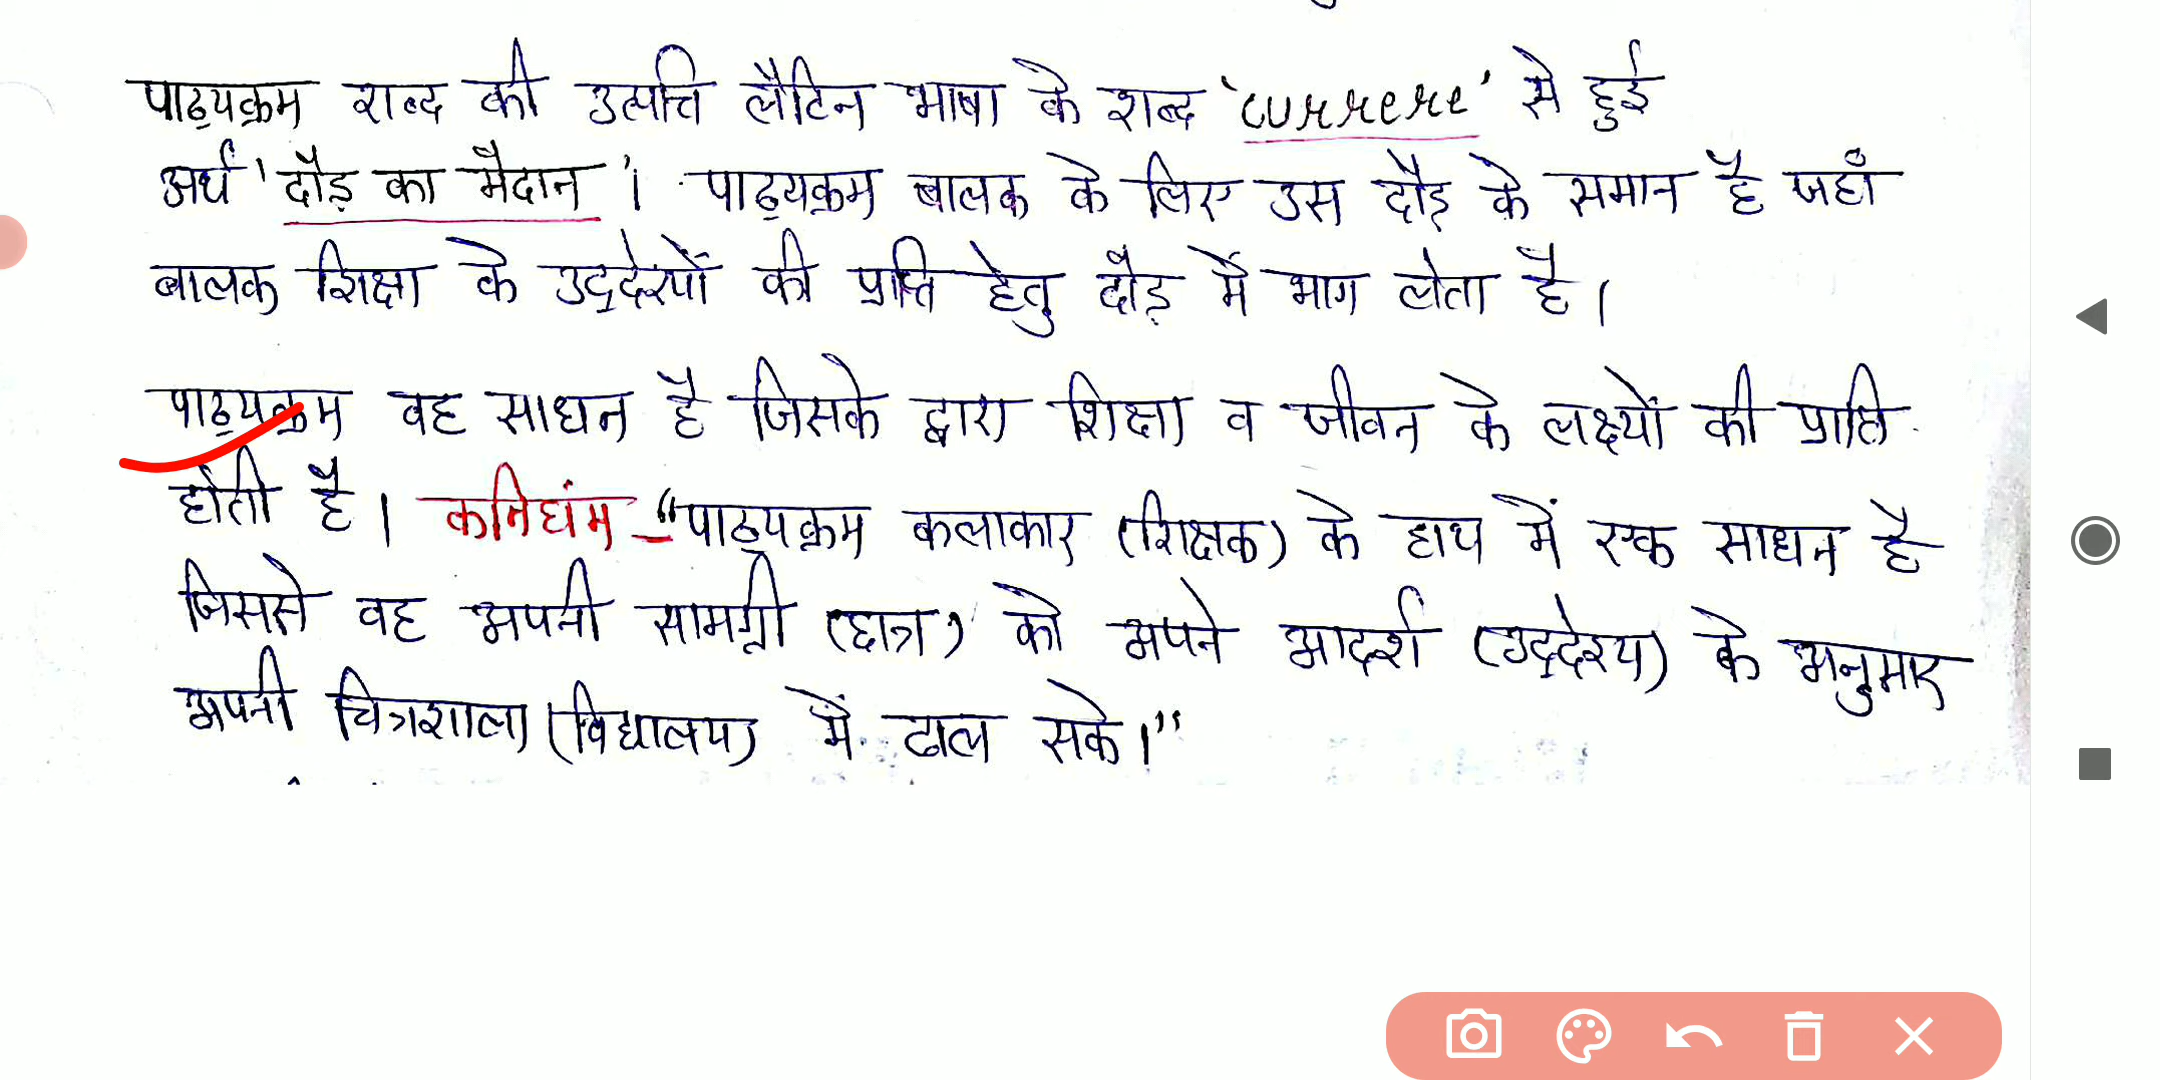 पाठ्यक्रम शब्द की उत्पत्ति लैटिन भाषा के शब्द 'currere' से हुई
अर्थ 'दौड़ का मैदान'। पाठ्यक्रम बालक के लिए उस दौड़ के समान है जहाँ
बालक शिक्षा के उद्देश्यों की प्राप्ति हेतु दौड़ में भाग लेता है।
पाठ्यक्रम वह साधन है जिसके द्वारा शिक्षा व जीवन के लक्ष्यों की प्राप्ति
होती है। कनिघंम - "पाठ्यक्रम कलाकार (शिक्षक) के हाथ में एक साधन है
जिससे वह अपनी सामग्री (छात्र) को अपने आदर्श (उद्देश्य) के अनुसार
अपनी चित्रशाला (विद्यालय) में ढाल सके।"